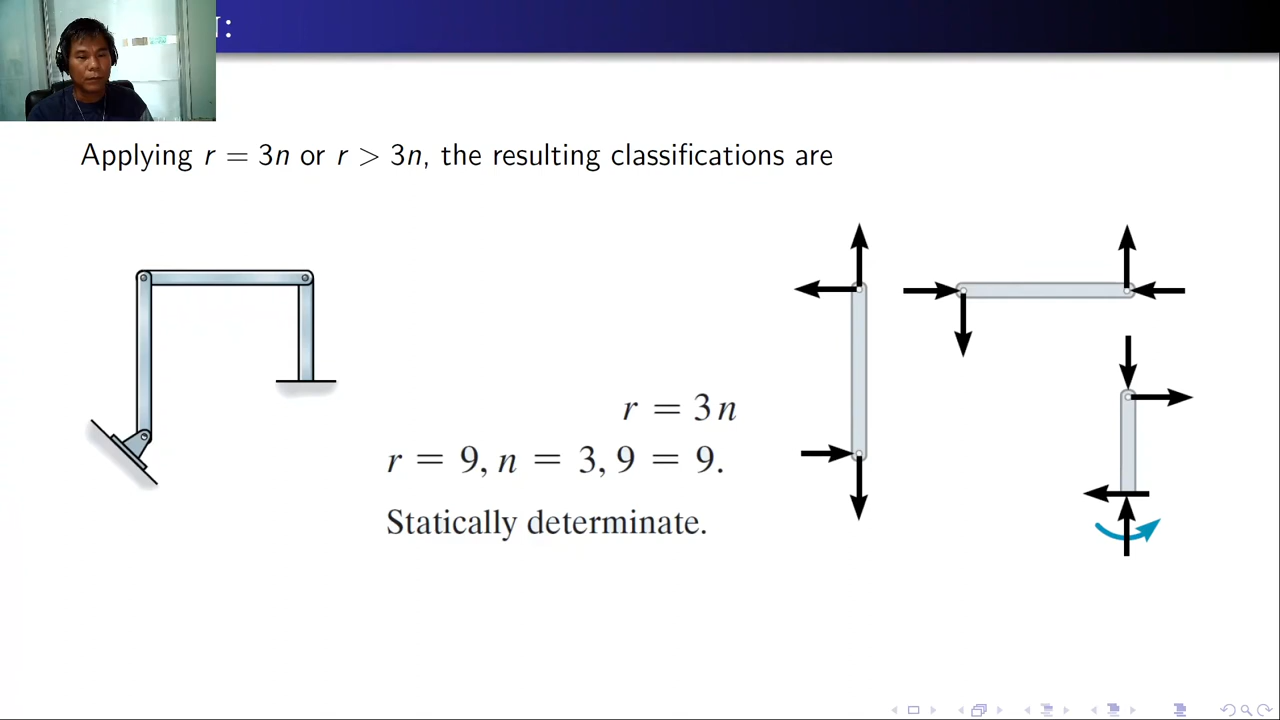 :
Applying r = 3n or r > 3n, the resulting classifications are
r = 3n
r = 9, n = 3, 9 = 9.
Statically determinate.